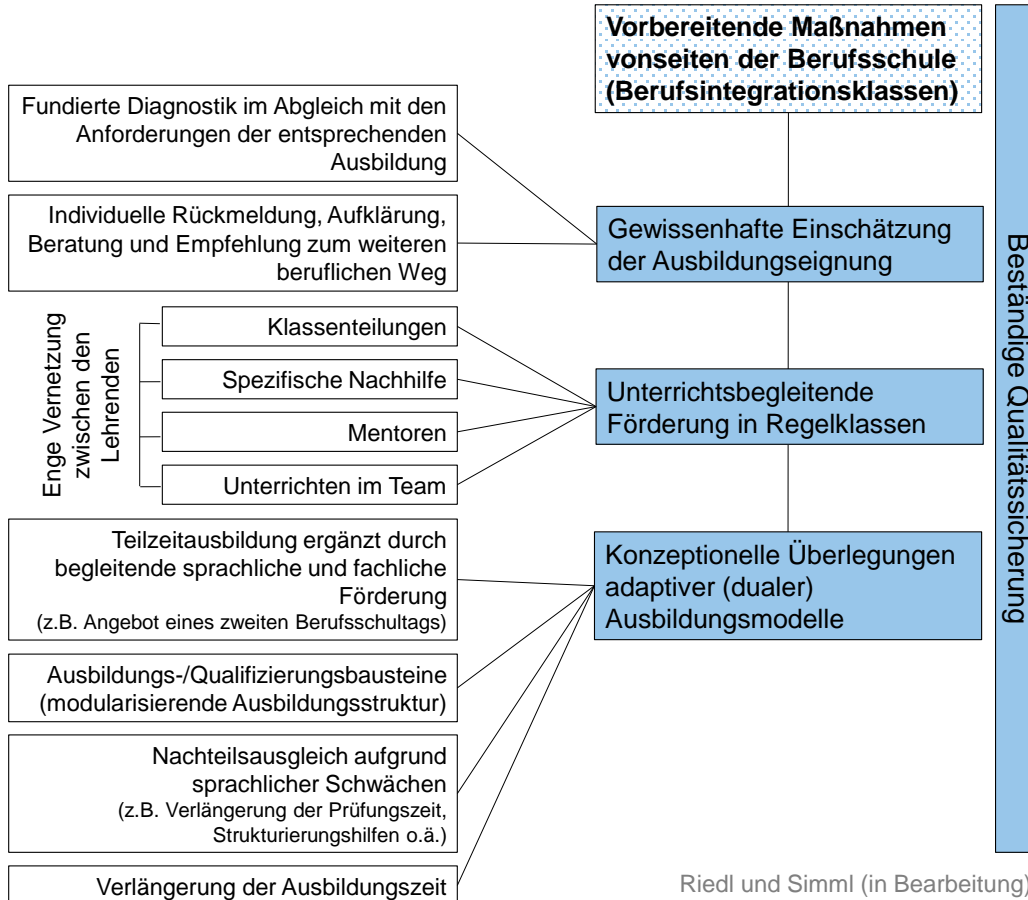 Vorbereitende Maßnahmen
vonseiten der Berufsschule
(Berufsintegrationsklassen)
Fundierte Diagnostik im Abgleich mit den
Anforderungen der entsprechenden
Ausbildung
Individuelle Rückmeldung, Aufklärung,
Beratung und Empfehlung zum weiteren
beruflichen Weg
Gewissenhafte Einschätzung
der Ausbildungseignung
Enge Vernetzung
zwischen den
Lehrenden
Klassenteilungen
Spezifische Nachhilfe
Mentoren
Unterrichten im Team
Unterrichtsbegleitende
Förderung in Regelklassen
Teilzeitausbildung ergänzt durch
begleitende sprachliche und fachliche
Förderung
(z.B. Angebot eines zweiten Berufsschultags)
Ausbildungs-/Qualifizierungsbausteine
(modularisierende Ausbildungsstruktur)
Nachteilsausgleich aufgrund
sprachlicher Schwächen
(z.B. Verlängerung der Prüfungszeit,
Strukturierungshilfen o.ä.)
Verlängerung der Ausbildungszeit
Konzeptionelle Überlegungen
adaptiver (dualer)
Ausbildungsmodelle
Beständige Qualitätssicherung
Riedl und Simml (in Bearbeitung)